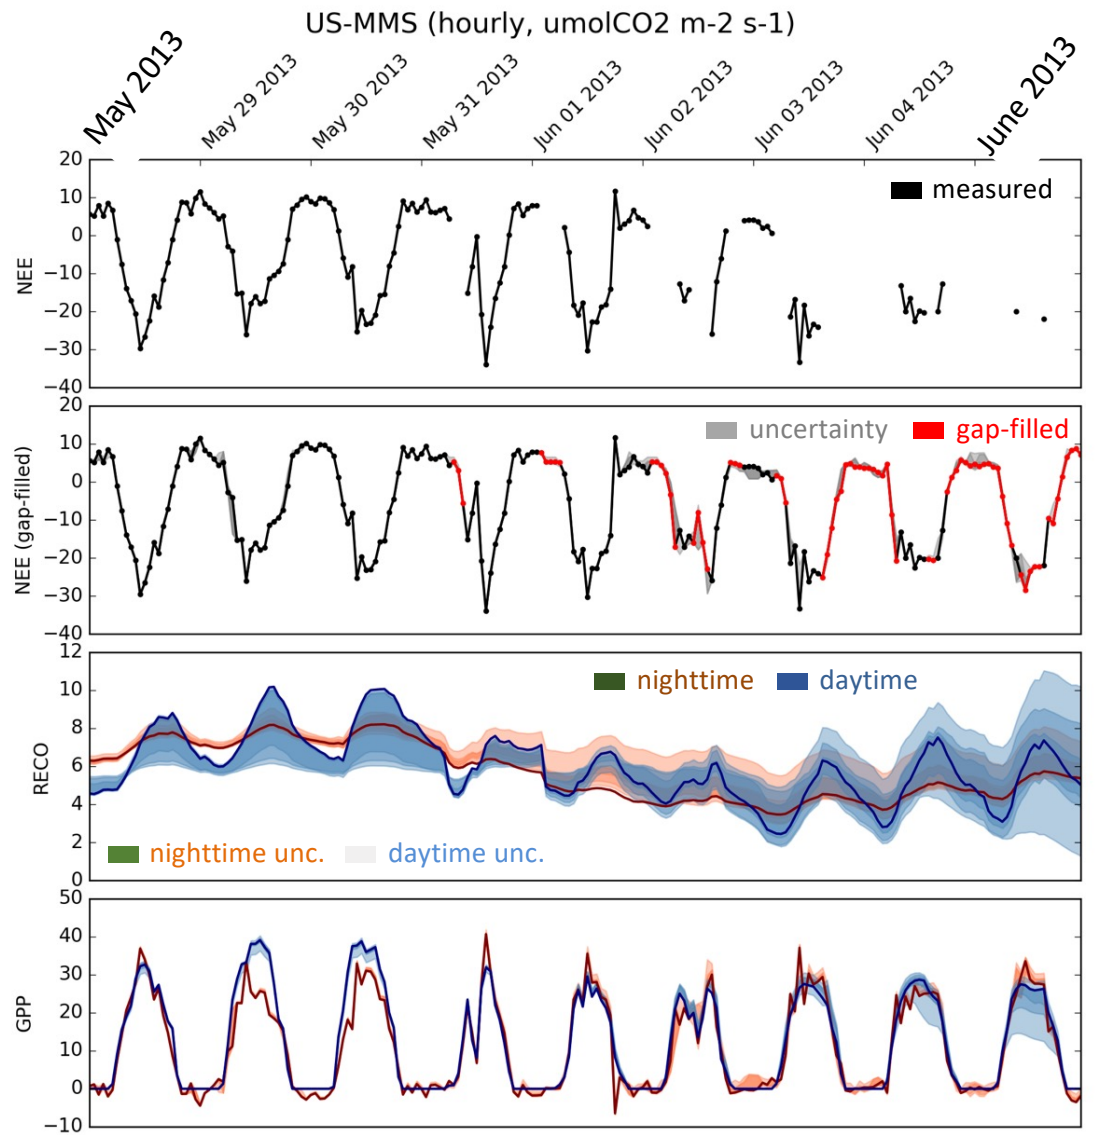 US-MMS (hourly, umolCO2 m-2 s-1)
May 2013
May 29 2013
May 30 2013
May 31 2013
Jun 01 2013
Jun 02 2013
Jun 03 2013
Jun 04 2013
June 2013
20
10
0
−10
−20
−30
−40
NEE
measured
20
10
0
−10
−20
−30
−40
NEE (gap-filled)
uncertainty gap-filled
12
10
8
6
4
2
0
RECO
nighttime daytime
nighttime unc. daytime unc.
50
40
30
20
10
0
−10
GPP